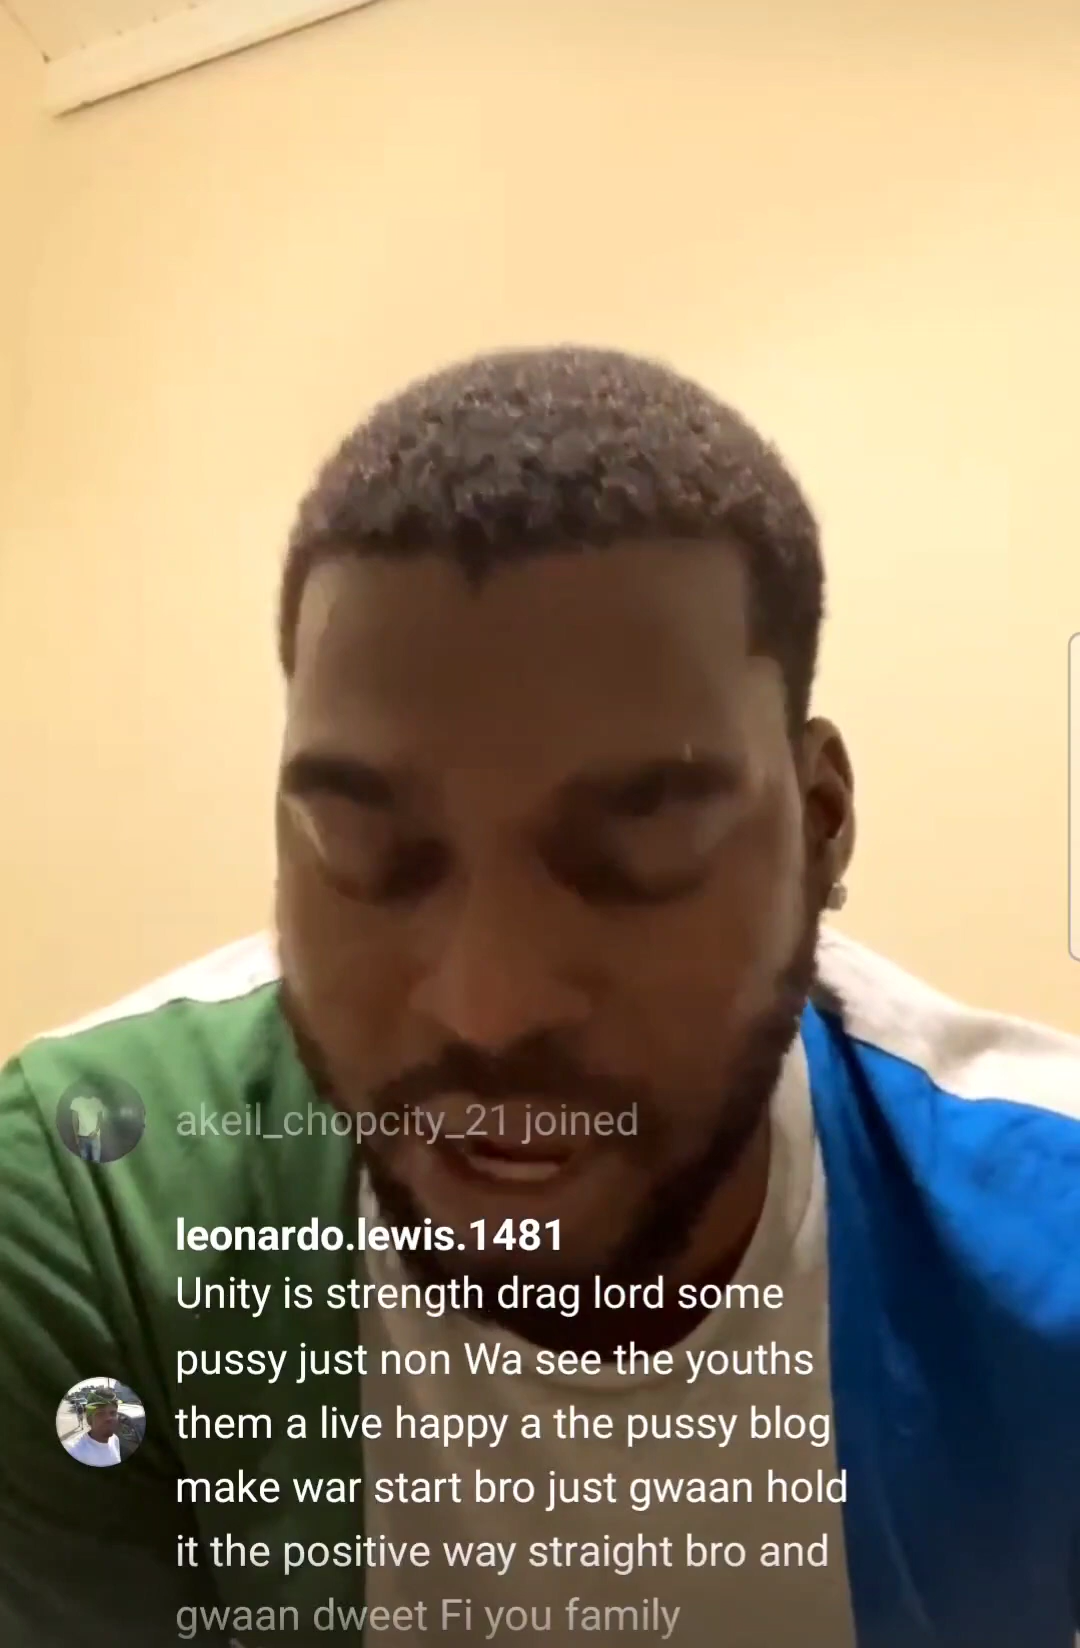 akeil_chopcity_21 joined
leonardo.lewis.1481
Unity is strength drag lord some
pussy just non Wa see the youths
them a live happy a the pussy blog
make war start bro just gwaan hold
it the positive way straight bro and
gwaan dweet Fi you family